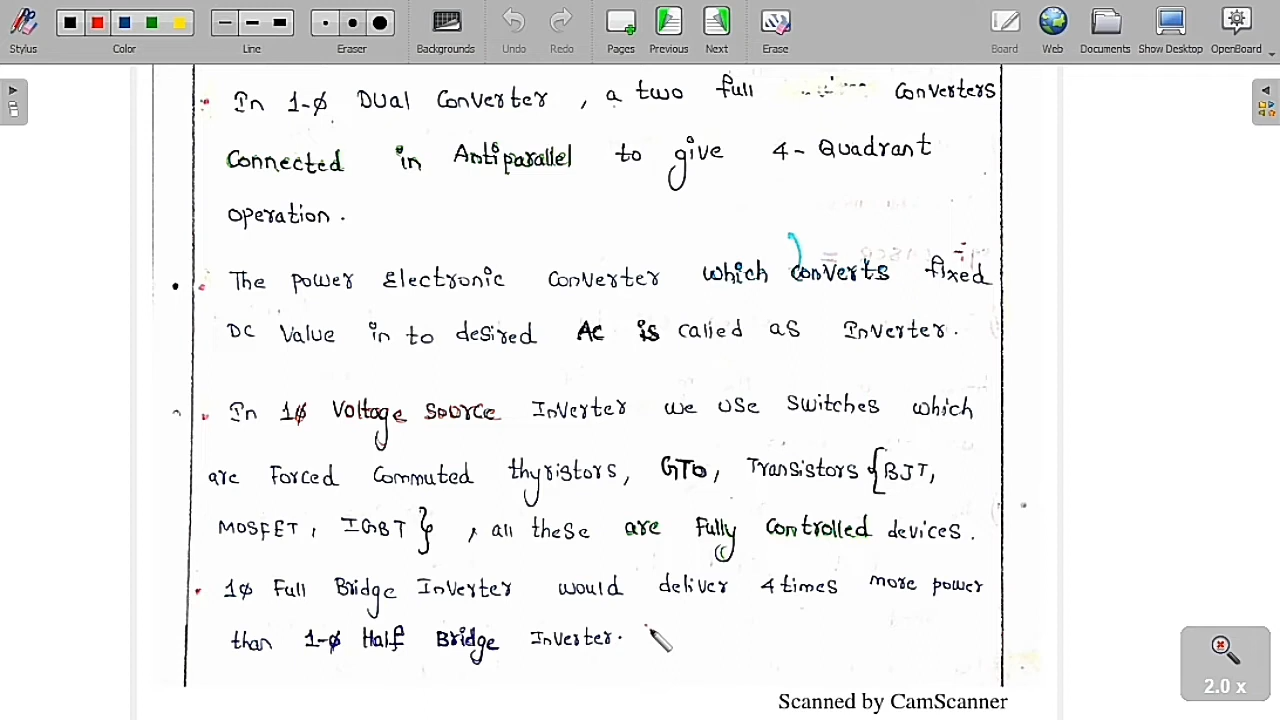 Stylus
Color
Line
Eraser
Backgrounds
Undo
Redo
Pages
Previous
Next
Erase
Board
Web
Documents
Show Desktop
OpenBoard
In 1-ϕ Dual Converter, a two full converters
Connected in Antiparallel to give 4-Quadrant
operation.
The power Electronic Converter which converts fixed
DC Value in to desired AC is called as Inverter.
In 1ϕ Voltage Source Inverter we use switches which
are Forced Commuted thyristors, GTO, Transistors {BJT,
MOSFET, IGBT}, all these are Fully Controlled devices.
1ϕ Full Bridge Inverter would deliver 4 times more power
than 1-ϕ Half Bridge Inverter.
2.0 x
Scanned by CamScanner